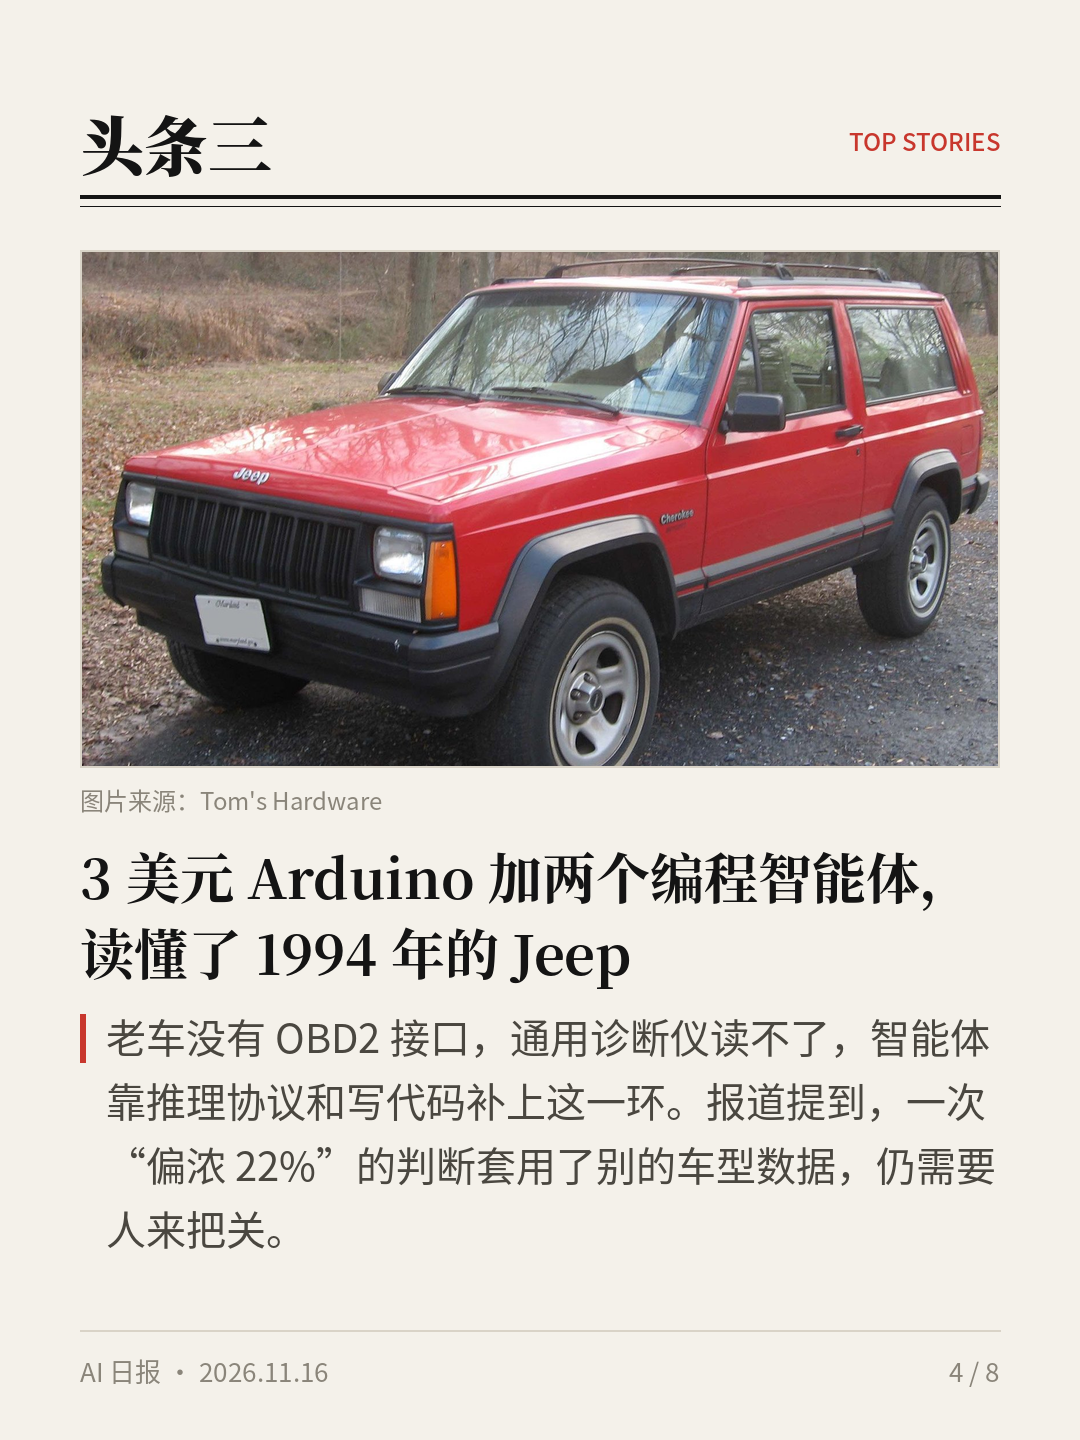 头条三
TOP STORIES
Jeep
Cherokee
Maryland
图片来源：Tom's Hardware
3 美元 Arduino 加两个编程智能体，
读懂了 1994 年的 Jeep
老车没有 OBD2 接口，通用诊断仪读不了，智能体
靠推理协议和写代码补上这一环。报道提到，一次
“偏浓 22%”的判断套用了别的车型数据，仍需要
人来把关。
AI 日报 · 2026.11.16
4 / 8